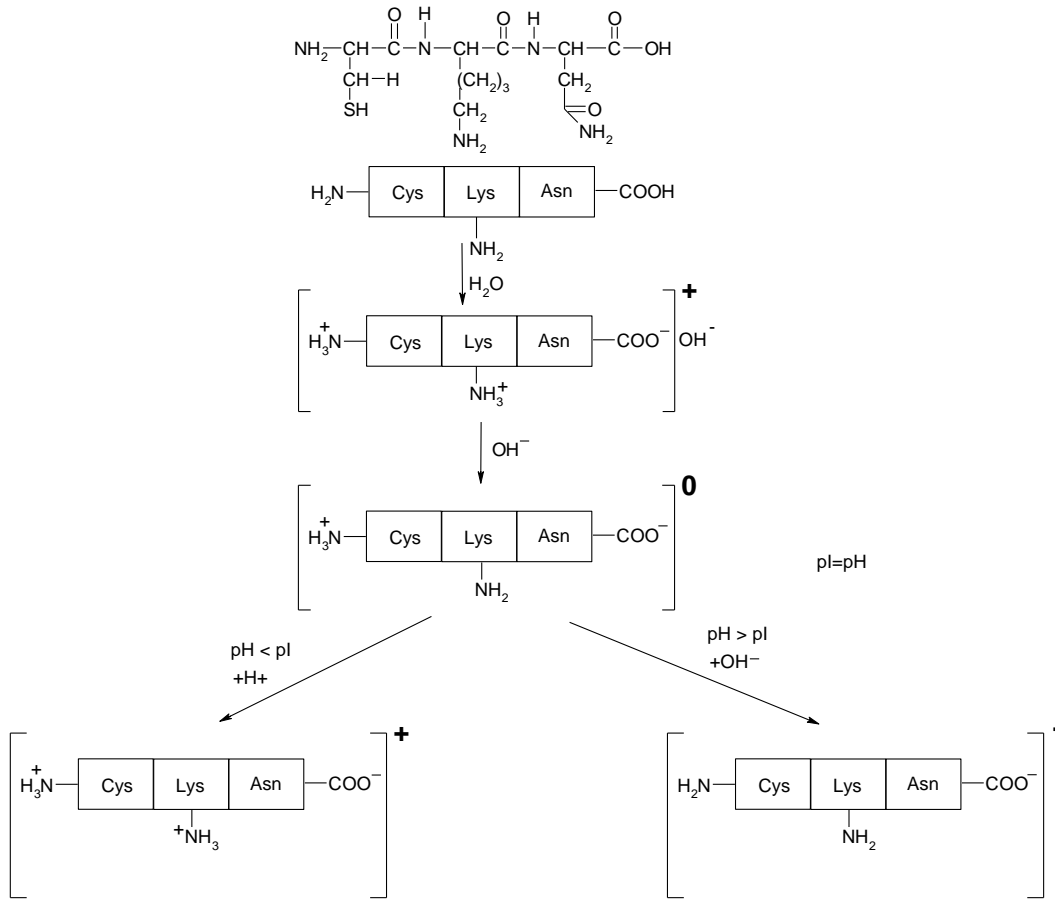 O H O H O
NH2 CH C N CH C N CH C OH
CH H (CH2)3 CH2
SH CH2 O
NH2 NH2
H2N Cys Lys Asn COOH
NH2
H2O
+
+
H3N Cys Lys Asn COO− OH-
NH3+
OH−
0
+
H3N Cys Lys Asn COO−
NH2
pI=pH
pH < pI
+H+
pH > pI
+OH−
+
+
H3N Cys Lys Asn COO−
+NH3
-
H2N Cys Lys Asn COO−
NH2